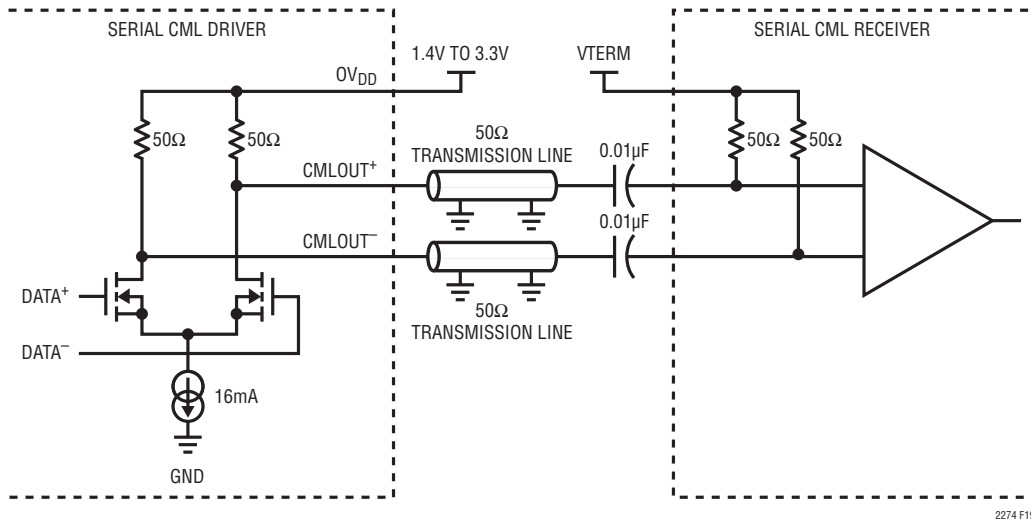 SERIAL CML DRIVER
SERIAL CML RECEIVER
1.4V TO 3.3V
VTERM
OVDD
50Ω
50Ω
50Ω
TRANSMISSION LINE
0.01µF
50Ω
50Ω
CMLOUT+
0.01µF
CMLOUT–
DATA+
50Ω
TRANSMISSION LINE
DATA–
16mA
GND